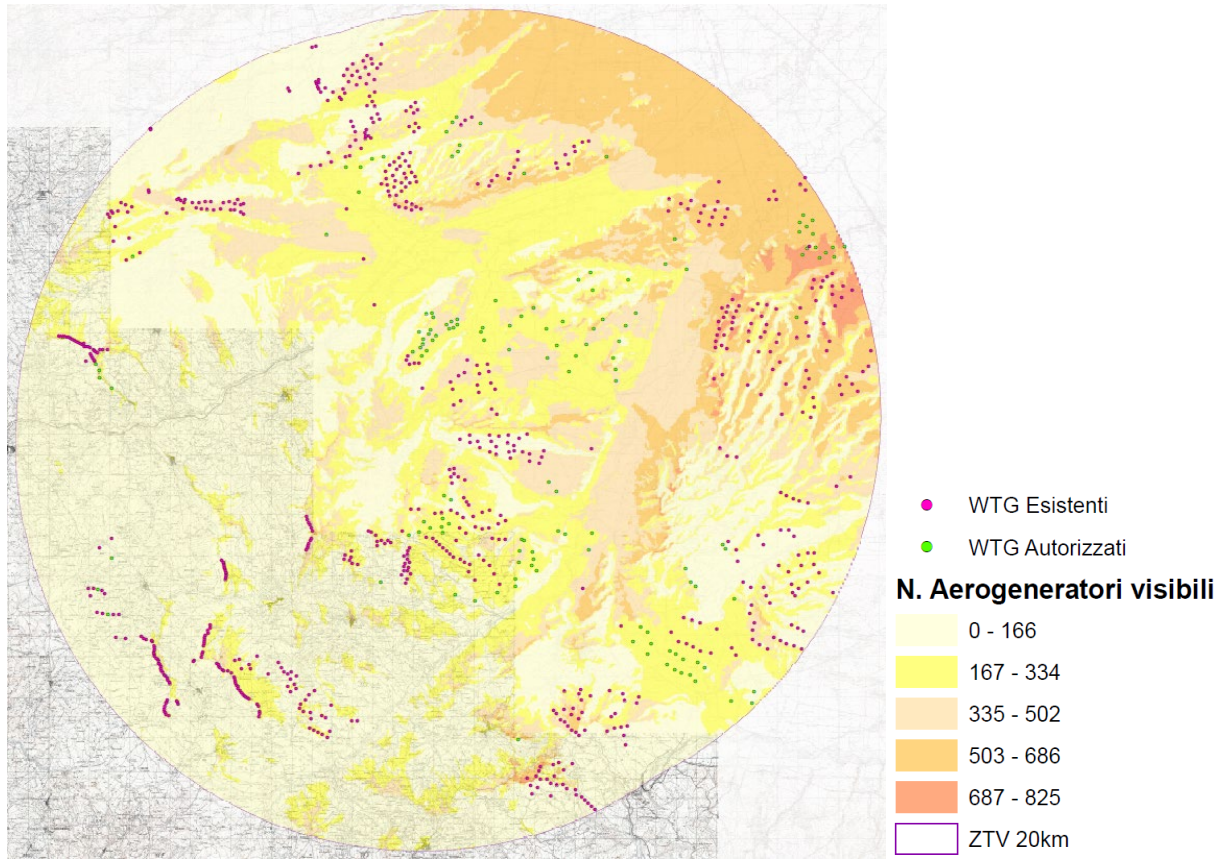 WTG Esistenti
WTG Autorizzati
N. Aerogeneratori visibili
0 - 166
167 - 334
335 - 502
503 - 686
687 - 825
ZTV 20km